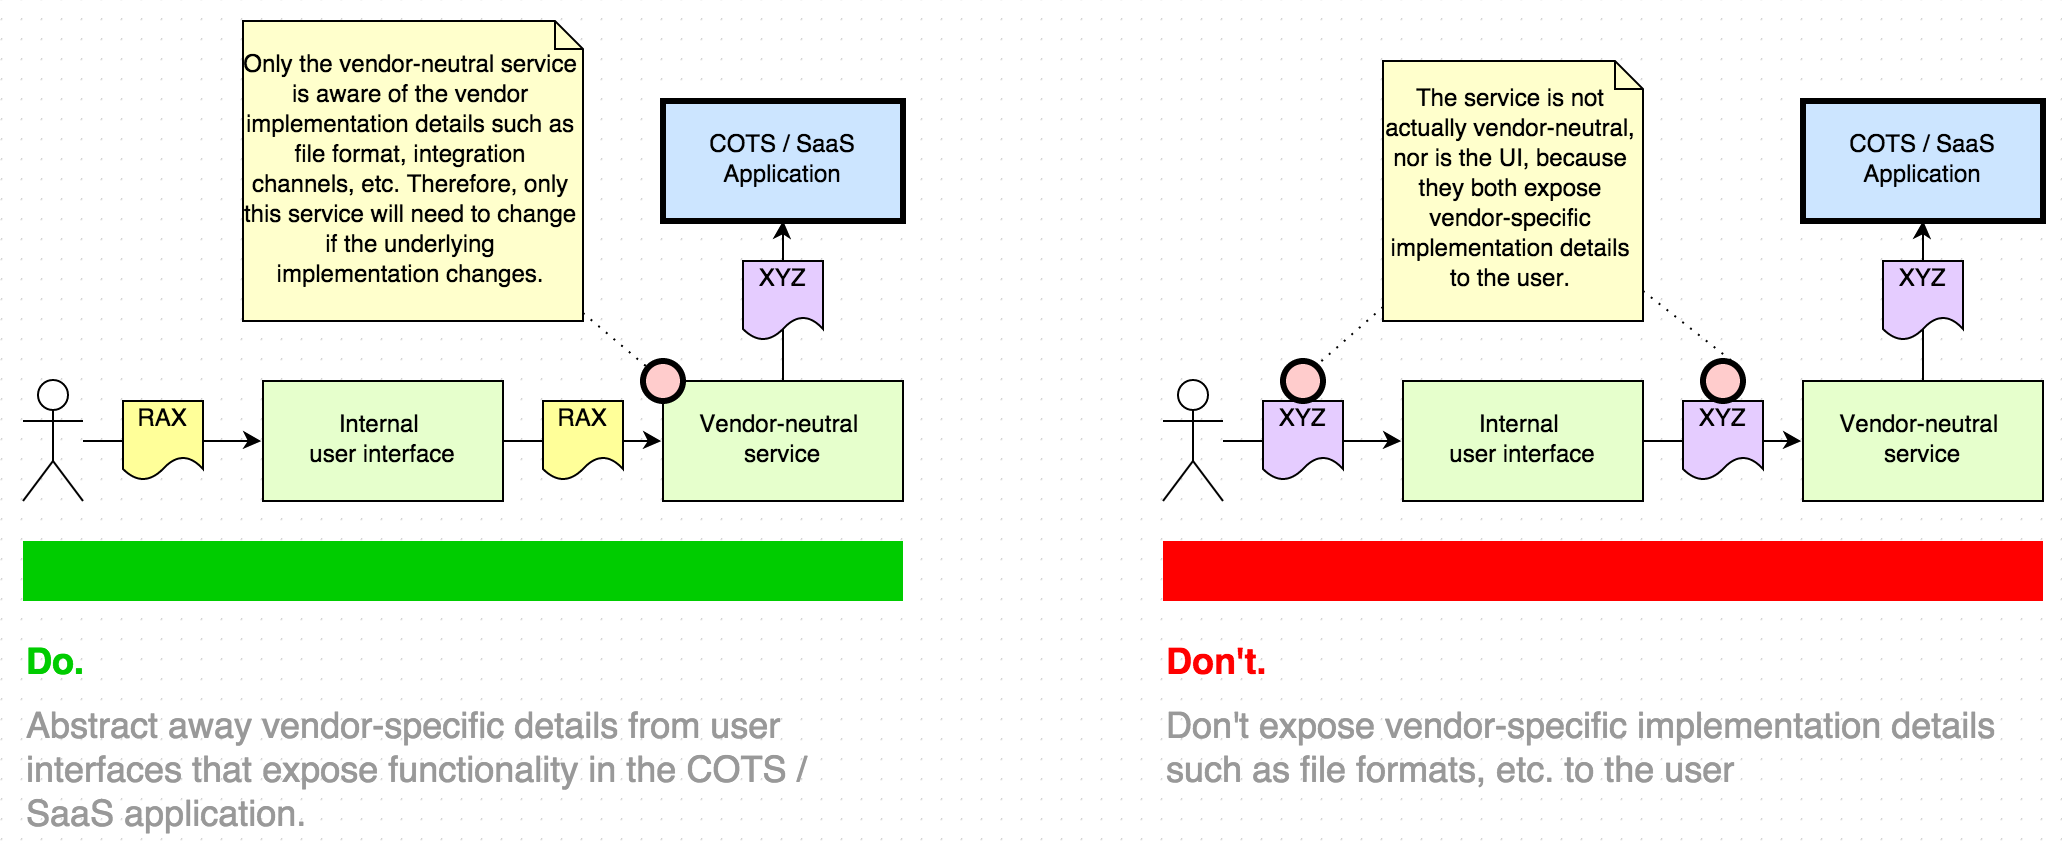 Only the vendor-neutral service
is aware of the vendor
implementation details such as
file format, integration
channels, etc. Therefore, only
this service will need to change
if the underlying
implementation changes.
COTS / SaaS
Application
XYZ
RAX
Internal
user interface
RAX
Vendor-neutral
service
Do.
Abstract away vendor-specific details from user
interfaces that expose functionality in the COTS /
SaaS application.
The service is not
actually vendor-neutral,
nor is the UI, because
they both expose
vendor-specific
implementation details
to the user.
COTS / SaaS
Application
XYZ
XYZ
Internal
user interface
XYZ
Vendor-neutral
service
Don't.
Don't expose vendor-specific implementation details
such as file formats, etc. to the user